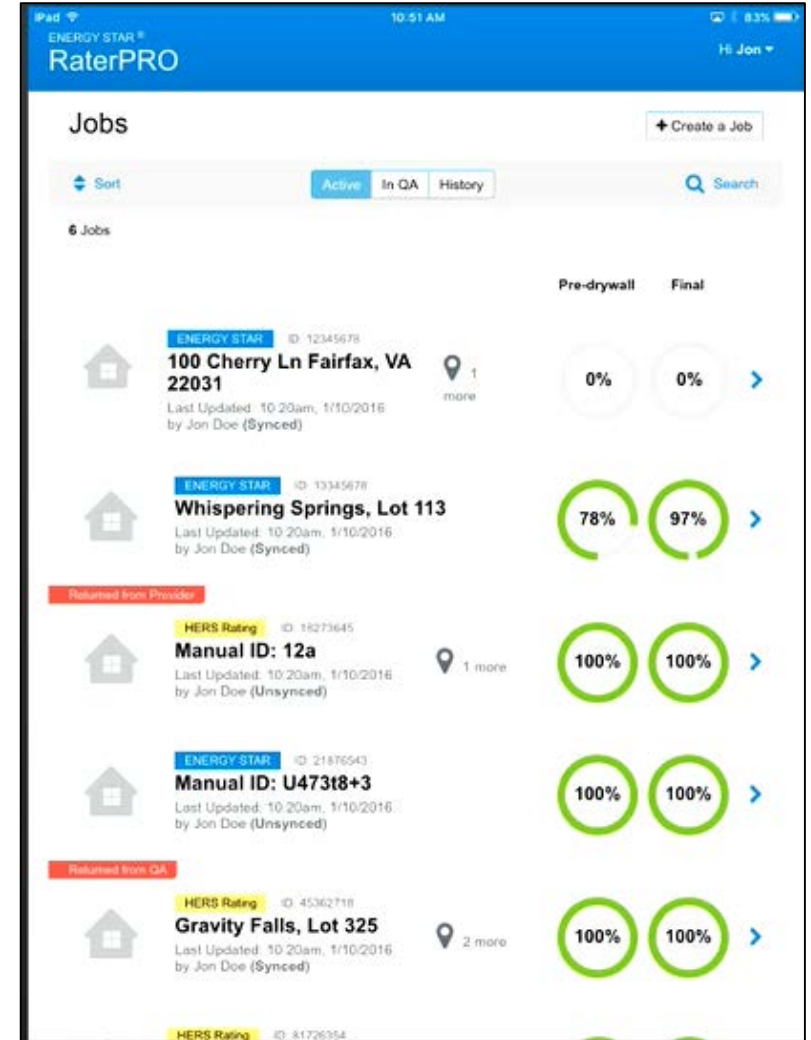 iPad 10:51 AM 83%
ENERGY STAR®
RaterPRO
Hi Jon
Jobs
+ Create a Job
Sort Active In QA History Search
6 Jobs
Pre-drywall Final
ENERGY STAR ID 12345678
100 Cherry Ln Fairfax, VA
22031
1
more
Last Updated: 10:20am, 1/10/2016
by Jon Doe (Synced)
0% 0%
ENERGY STAR ID 13345678
Whispering Springs, Lot 113
Last Updated: 10:20am, 1/10/2016
by Jon Doe (Synced)
78% 97%
Returned from Provider
HERS Rating ID 18273645
Manual ID: 12a
1 more
Last Updated: 10:20am, 1/10/2016
by Jon Doe (Unsynced)
100% 100%
ENERGY STAR ID 21876543
Manual ID: U473t8+3
Last Updated: 10:20am, 1/10/2016
by Jon Doe (Unsynced)
100% 100%
Returned from QA
HERS Rating ID 45362718
Gravity Falls, Lot 325
2 more
Last Updated: 10:20am, 1/10/2016
by Jon Doe (Synced)
100% 100%
HERS Rating ID 81726354